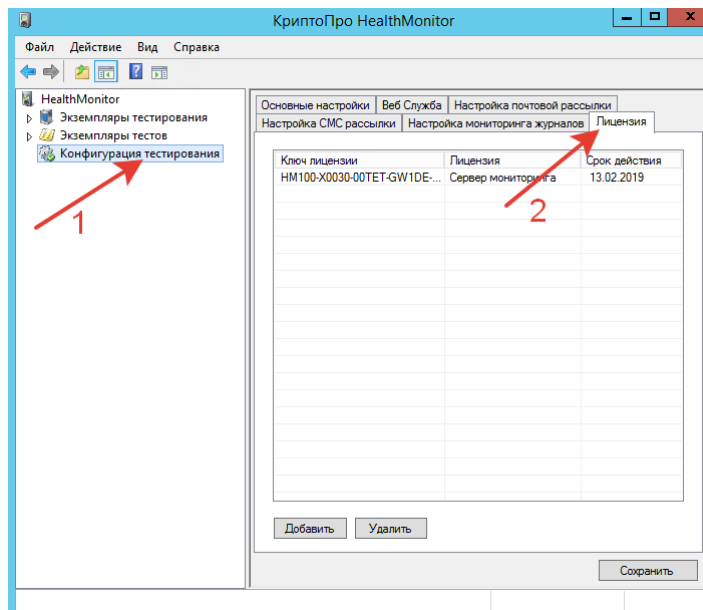 КриптоПро HealthMonitor
Файл Действие Вид Справка
HealthMonitor
Экземпляры тестирования
Экземпляры тестов
Конфигурация тестирования
Основные настройки Веб Служба Настройка почтовой рассылки
Настройка СМС рассылки Настройка мониторинга журналов Лицензия
Ключ лицензии Лицензия Срок действия
HM100-X0030-00TET-GW1DE-... Сервер мониторинга 13.02.2019
1
2
Добавить Удалить
Сохранить